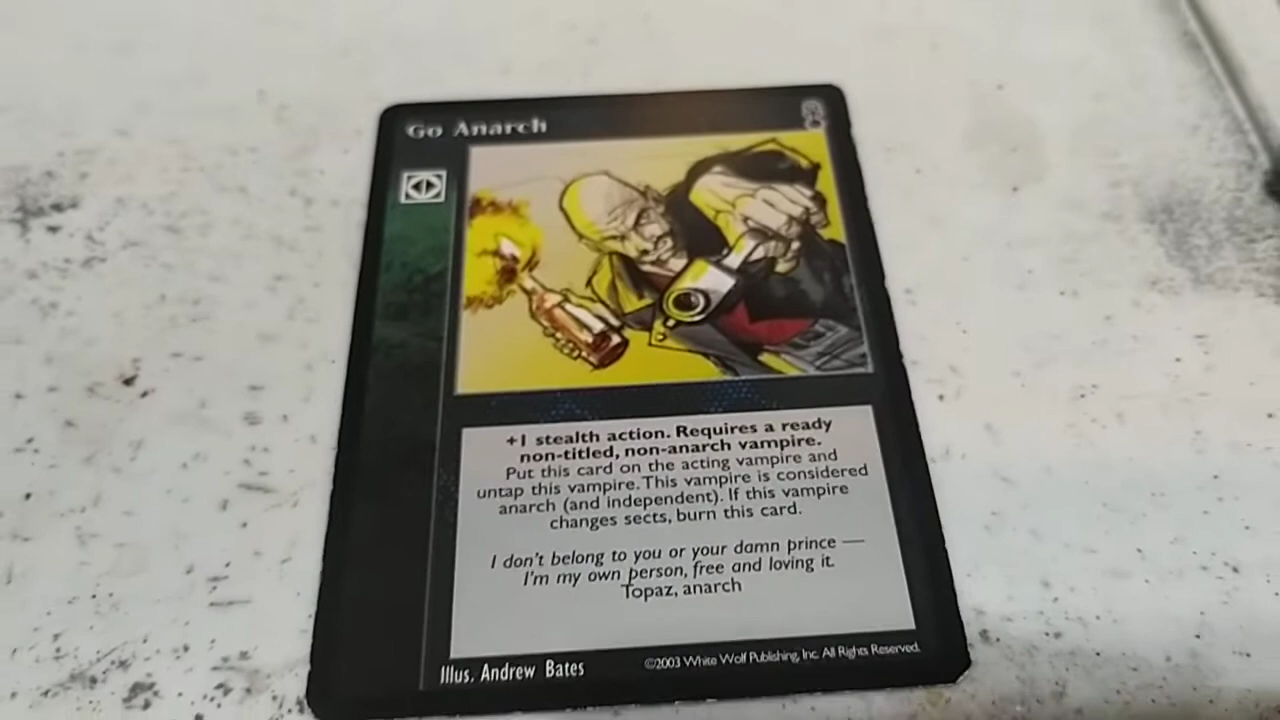 Go Anarch
+1 stealth action. Requires a ready
non-titled, non-anarch vampire.
Put this card on the acting vampire and
untap this vampire. This vampire is considered
anarch (and independent). If this vampire
changes sects, burn this card.
I don't belong to you or your damn prince —
I'm my own person, free and loving it.
Topaz, anarch
Illus. Andrew Bates
©2003 White Wolf Publishing, Inc. All Rights Reserved.